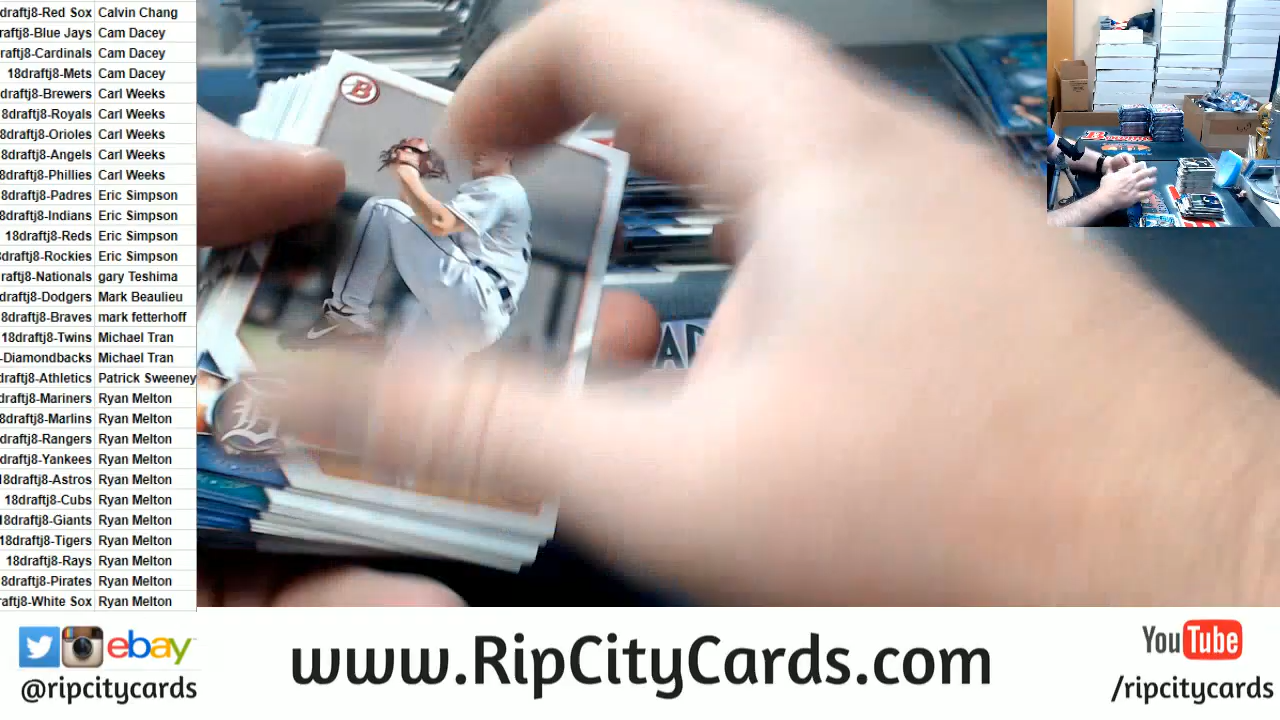 draftj8-Red Sox Calvin Chang
raftj8-Blue Jays Cam Dacey
raftj8-Cardinals Cam Dacey
18draftj8-Mets Cam Dacey
draftj8-Brewers Carl Weeks
8draftj8-Royals Carl Weeks
8draftj8-Orioles Carl Weeks
8draftj8-Angels Carl Weeks
8draftj8-Phillies Carl Weeks
8draftj8-Padres Eric Simpson
8draftj8-Indians Eric Simpson
18draftj8-Reds Eric Simpson
8draftj8-Rockies Eric Simpson
raftj8-Nationals gary Teshima
draftj8-Dodgers Mark Beaulieu
8draftj8-Braves mark fetterhoff
18draftj8-Twins Michael Tran
-Diamondbacks Michael Tran
draftj8-Athletics Patrick Sweeney
draftj8-Mariners Ryan Melton
8draftj8-Marlins Ryan Melton
draftj8-Rangers Ryan Melton
draftj8-Yankees Ryan Melton
18draftj8-Astros Ryan Melton
18draftj8-Cubs Ryan Melton
18draftj8-Giants Ryan Melton
18draftj8-Tigers Ryan Melton
18draftj8-Rays Ryan Melton
8draftj8-Pirates Ryan Melton
raftj8-White Sox Ryan Melton
B
ebay
@ripcitycards
www.RipCityCards.com
YouTube
/ripcitycards